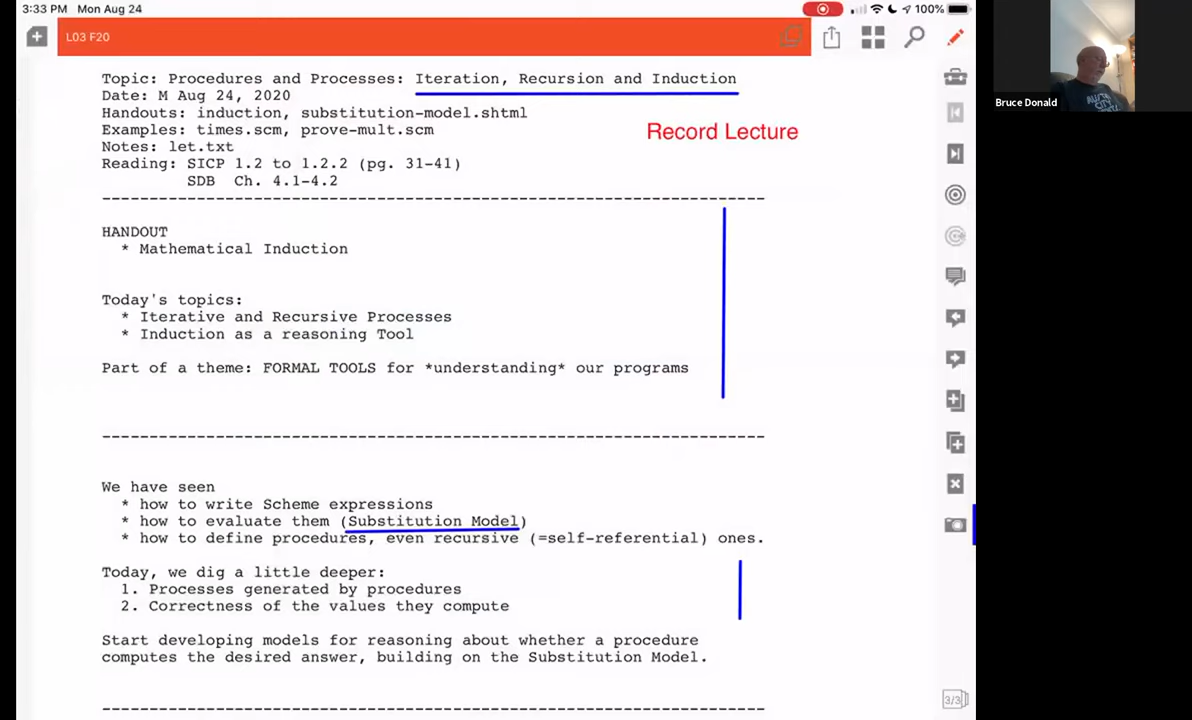 3:33 PM Mon Aug 24
100%
L03 F20
Bruce Donald
Topic: Procedures and Processes: Iteration, Recursion and Induction
Date: M Aug 24, 2020
Handouts: induction, substitution-model.shtml
Examples: times.scm, prove-mult.scm
Record Lecture
Notes: let.txt
Reading: SICP 1.2 to 1.2.2 (pg. 31-41)
SDB Ch. 4.1-4.2
-----------------------------------------------------------------------
HANDOUT
* Mathematical Induction
Today's topics:
* Iterative and Recursive Processes
* Induction as a reasoning Tool
Part of a theme: FORMAL TOOLS for *understanding* our programs
-----------------------------------------------------------------------
We have seen
* how to write Scheme expressions
* how to evaluate them (Substitution Model)
* how to define procedures, even recursive (=self-referential) ones.
Today, we dig a little deeper:
1. Processes generated by procedures
2. Correctness of the values they compute
Start developing models for reasoning about whether a procedure
computes the desired answer, building on the Substitution Model.
-----------------------------------------------------------------------
3/3